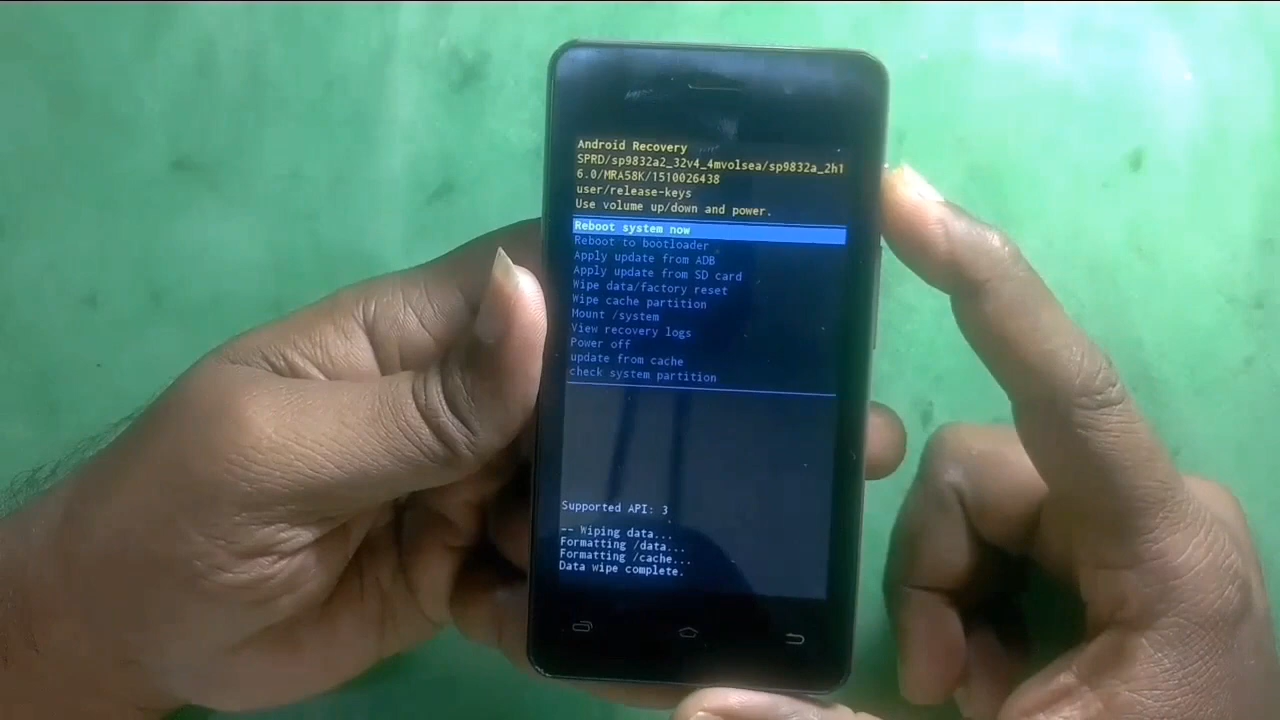 Android Recovery
SPRD/sp9832a2_32v4_4mvolsea/sp9832a_2h1
6.0/MRA58K/1510026438
user/release-keys
Use volume up/down and power.
Reboot system now
Reboot to bootloader
Apply update from ADB
Apply update from SD card
Wipe data/factory reset
Wipe cache partition
Mount /system
View recovery logs
Power off
update from cache
check system partition
Supported API: 3
-- Wiping data...
Formatting /data...
Formatting /cache...
Data wipe complete.